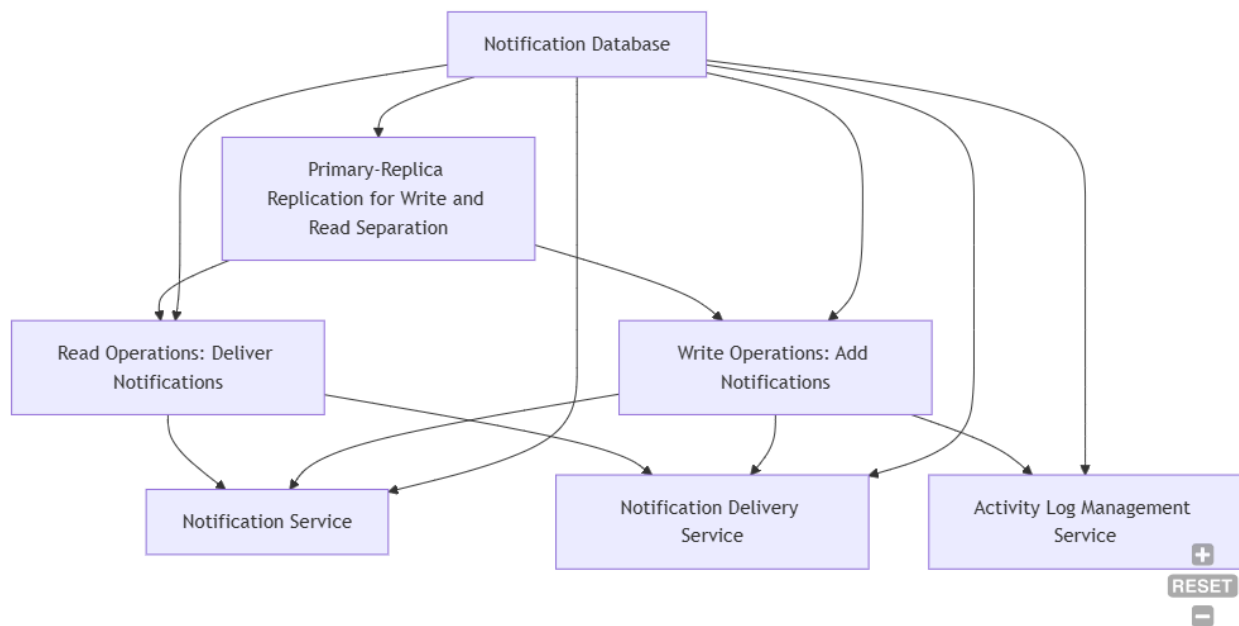 Notification Database
Primary-Replica
Replication for Write and
Read Separation
Read Operations: Deliver
Notifications
Write Operations: Add
Notifications
Notification Service
Notification Delivery
Service
Activity Log Management
Service
RESET